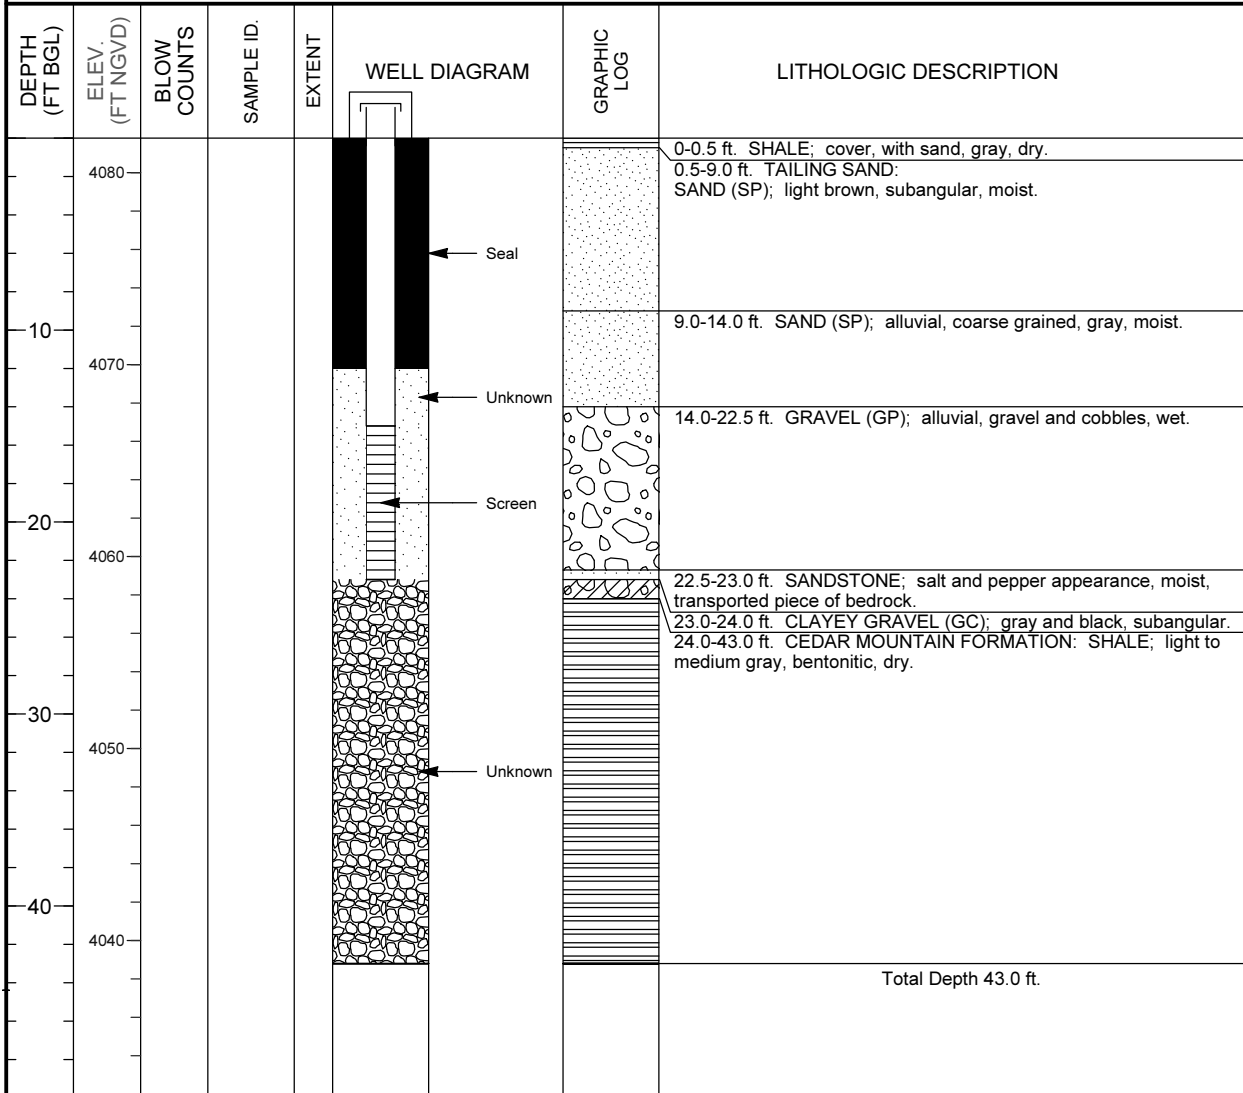 DEPTH
(FT BGL)
ELEV.
(FT NGVD)
BLOW
COUNTS
SAMPLE ID.
EXTENT
WELL DIAGRAM
GRAPHIC
LOG
LITHOLOGIC DESCRIPTION
0-0.5 ft. SHALE; cover, with sand, gray, dry.
4080
0.5-9.0 ft. TAILING SAND:
SAND (SP); light brown, subangular, moist.
Seal
10
9.0-14.0 ft. SAND (SP); alluvial, coarse grained, gray, moist.
4070
Unknown
14.0-22.5 ft. GRAVEL (GP); alluvial, gravel and cobbles, wet.
Screen
20
4060
22.5-23.0 ft. SANDSTONE; salt and pepper appearance, moist,
transported piece of bedrock.
23.0-24.0 ft. CLAYEY GRAVEL (GC); gray and black, subangular.
24.0-43.0 ft. CEDAR MOUNTAIN FORMATION: SHALE; light to
medium gray, bentonitic, dry.
30
4050
Unknown
40
4040
Total Depth 43.0 ft.